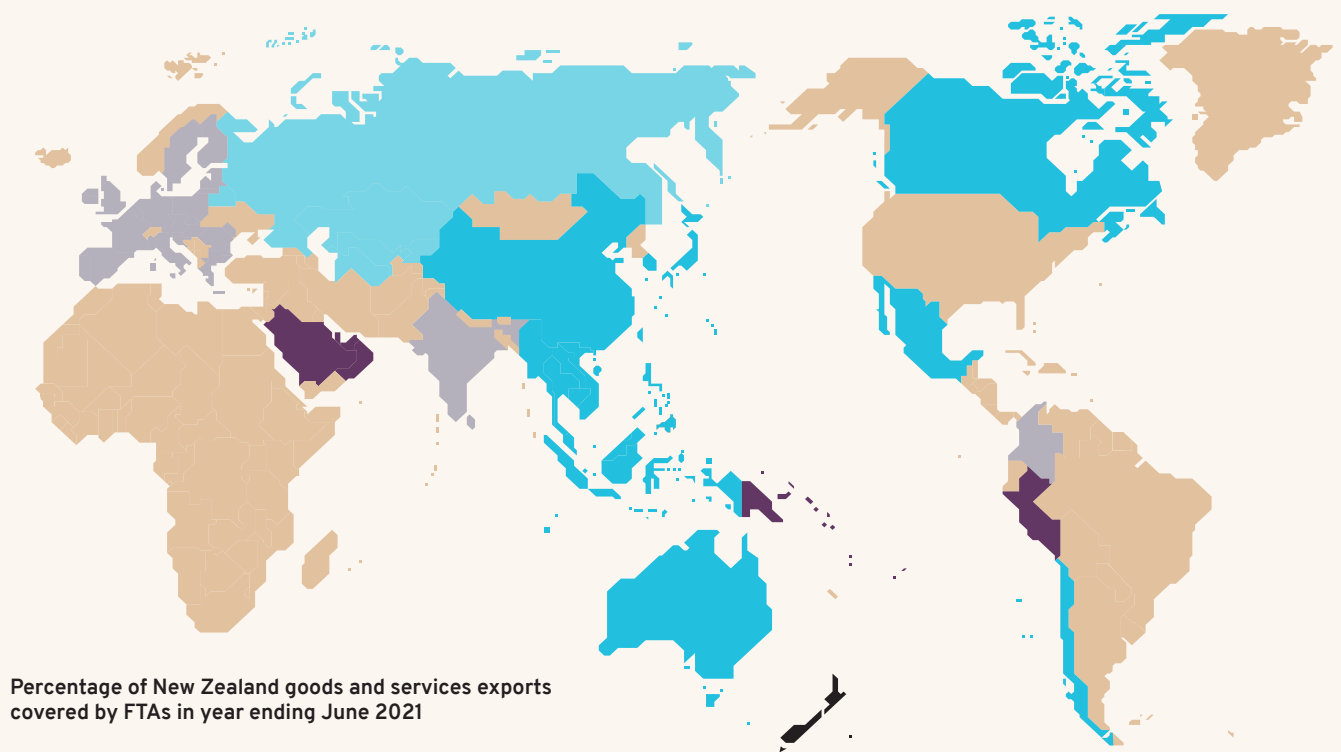 Percentage of New Zealand goods and services exports
covered by FTAs in year ending June 2021